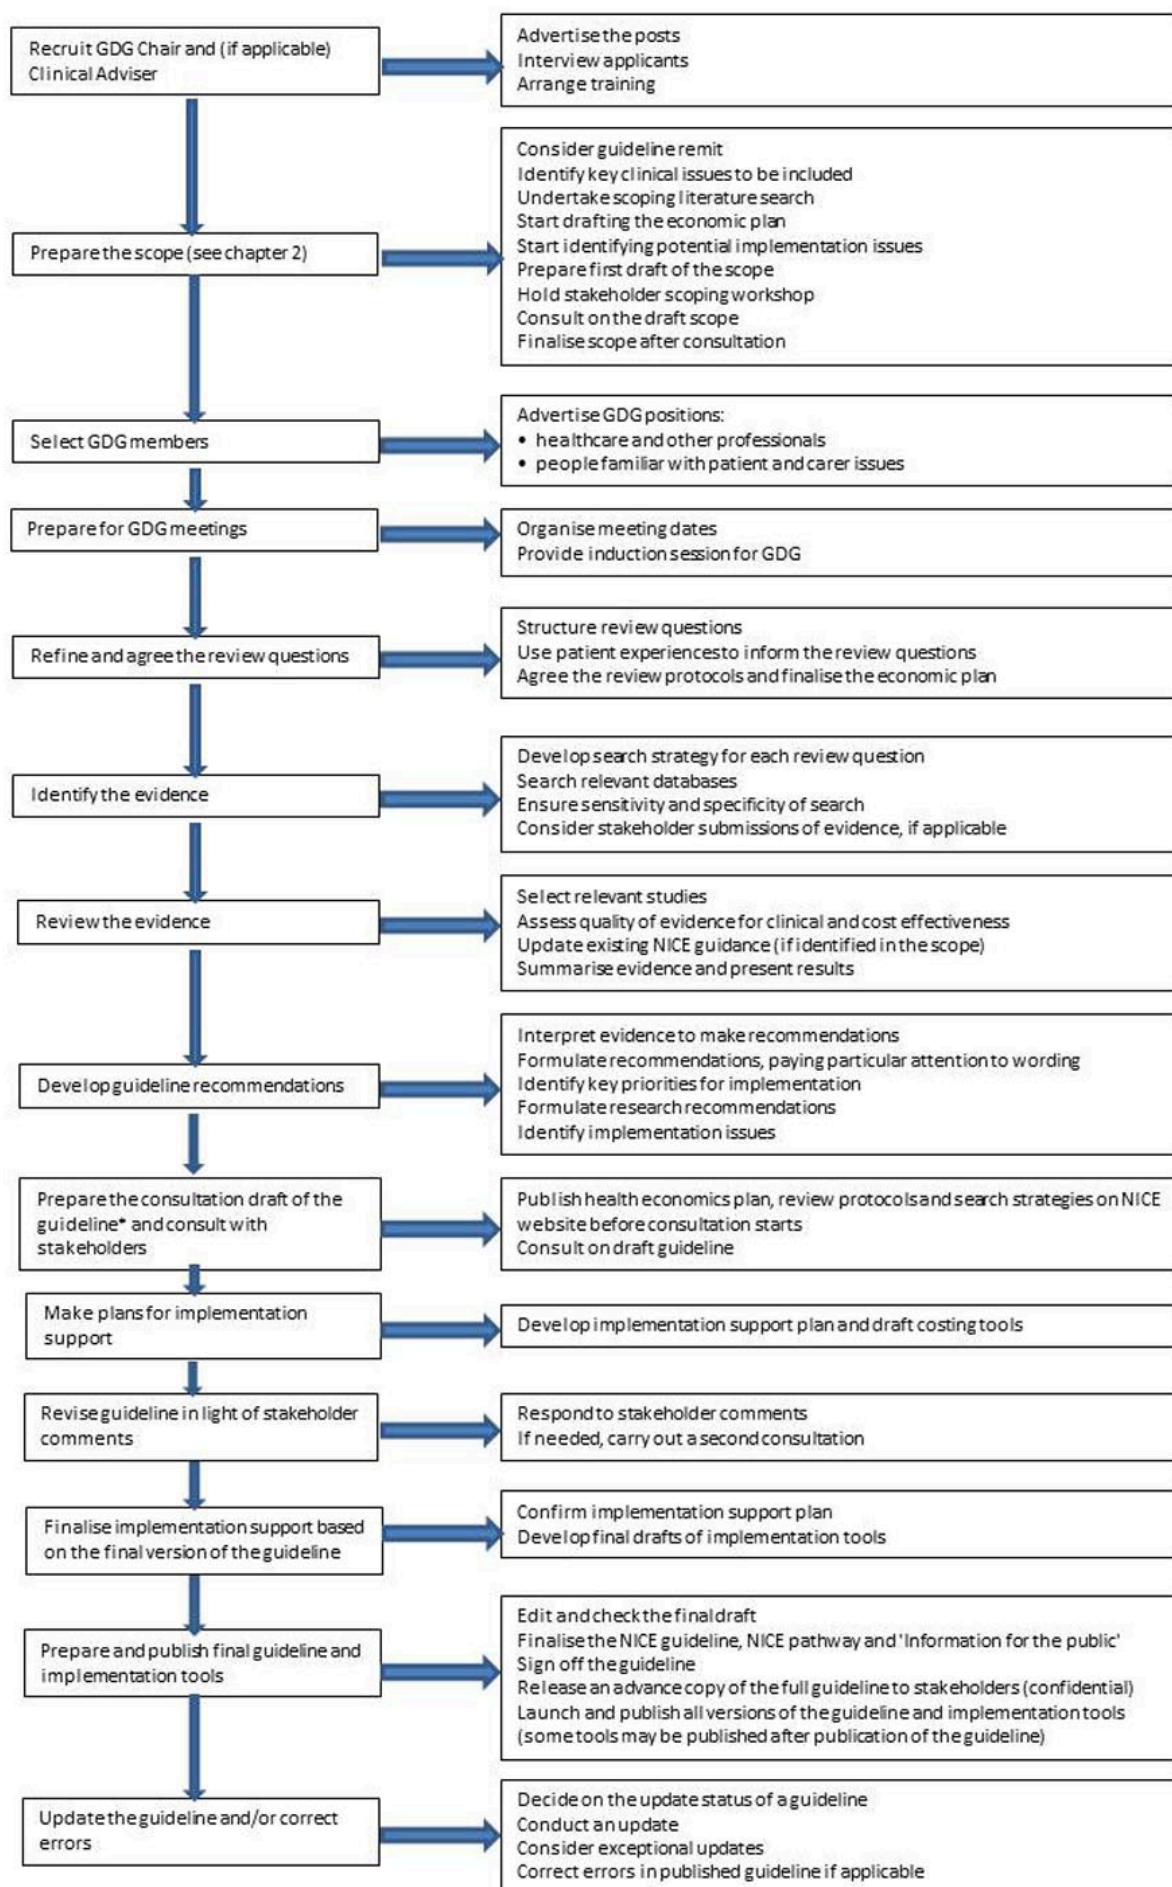 Recruit GDG Chair and (if applicable)
Clinical Adviser
Advertise the posts
Interview applicants
Arrange training
Prepare the scope (see chapter 2)
Consider guideline remit
Identify key clinical issues to be included
Undertake scoping literature search
Start drafting the economic plan
Start identifying potential implementation issues
Prepare first draft of the scope
Hold stakeholder scoping workshop
Consult on the draft scope
Finalise scope after consultation
Select GDG members
Advertise GDG positions:
• healthcare and other professionals
• people familiar with patient and carer issues
Prepare for GDG meetings
Organise meeting dates
Provide induction session for GDG
Refine and agree the review questions
Structure review questions
Use patient experiences to inform the review questions
Agree the review protocols and finalise the economic plan
Identify the evidence
Develop search strategy for each review question
Search relevant databases
Ensure sensitivity and specificity of search
Consider stakeholder submissions of evidence, if applicable
Review the evidence
Select relevant studies
Assess quality of evidence for clinical and cost effectiveness
Update existing NICE guidance (if identified in the scope)
Summarise evidence and present results
Develop guideline recommendations
Interpret evidence to make recommendations
Formulate recommendations, paying particular attention to wording
Identify key priorities for implementation
Formulate research recommendations
Identify implementation issues
Prepare the consultation draft of the
guideline* and consult with
stakeholders
Publish health economics plan, review protocols and search strategies on NICE
website before consultation starts
Consult on draft guideline
Make plans for implementation
support
Develop implementation support plan and draft costing tools
Revise guideline in light of stakeholder
comments
Respond to stakeholder comments
If needed, carry out a second consultation
Finalise implementation support based
on the final version of the guideline
Confirm implementation support plan
Develop final drafts of implementation tools
Prepare and publish final guideline and
implementation tools
Edit and check the final draft
Finalise the NICE guideline, NICE pathway and 'Information for the public'
Sign off the guideline
Release an advance copy of the full guideline to stakeholders (confidential)
Launch and publish all versions of the guideline and implementation tools
(some tools may be published after publication of the guideline)
Update the guideline and/or correct
errors
Decide on the update status of a guideline
Conduct an update
Consider exceptional updates
Correct errors in published guideline if applicable